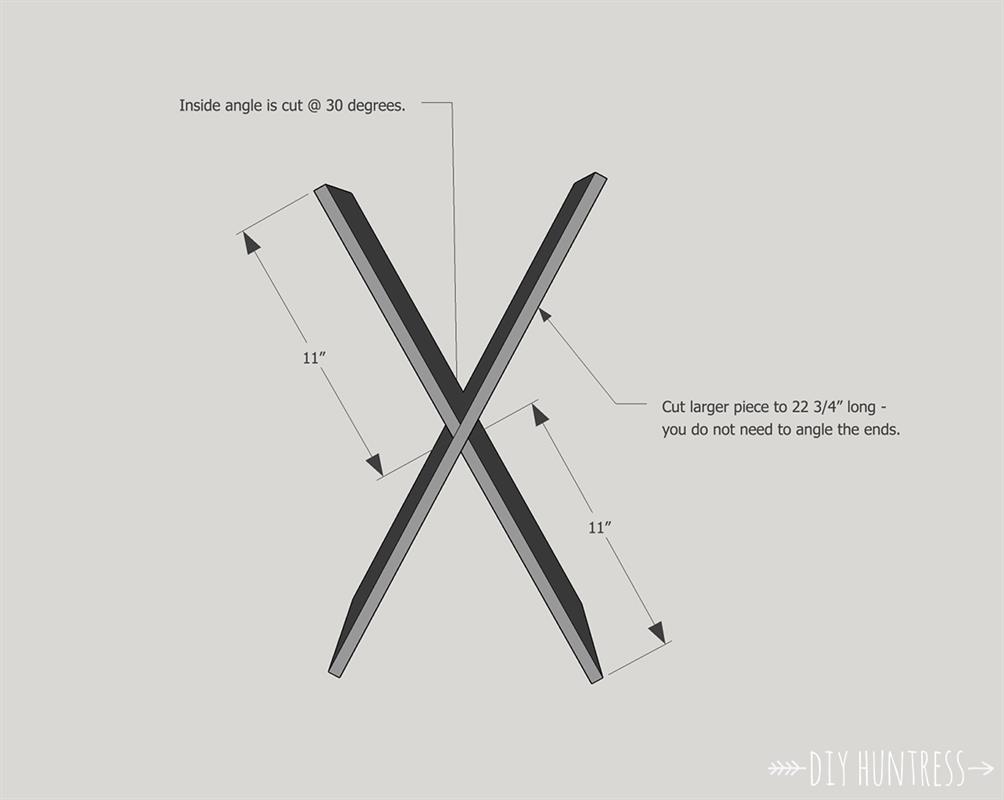 Inside angle is cut @ 30 degrees.
11”
Cut larger piece to 22 3/4” long -
you do not need to angle the ends.
11”
DIY HUNTRESS